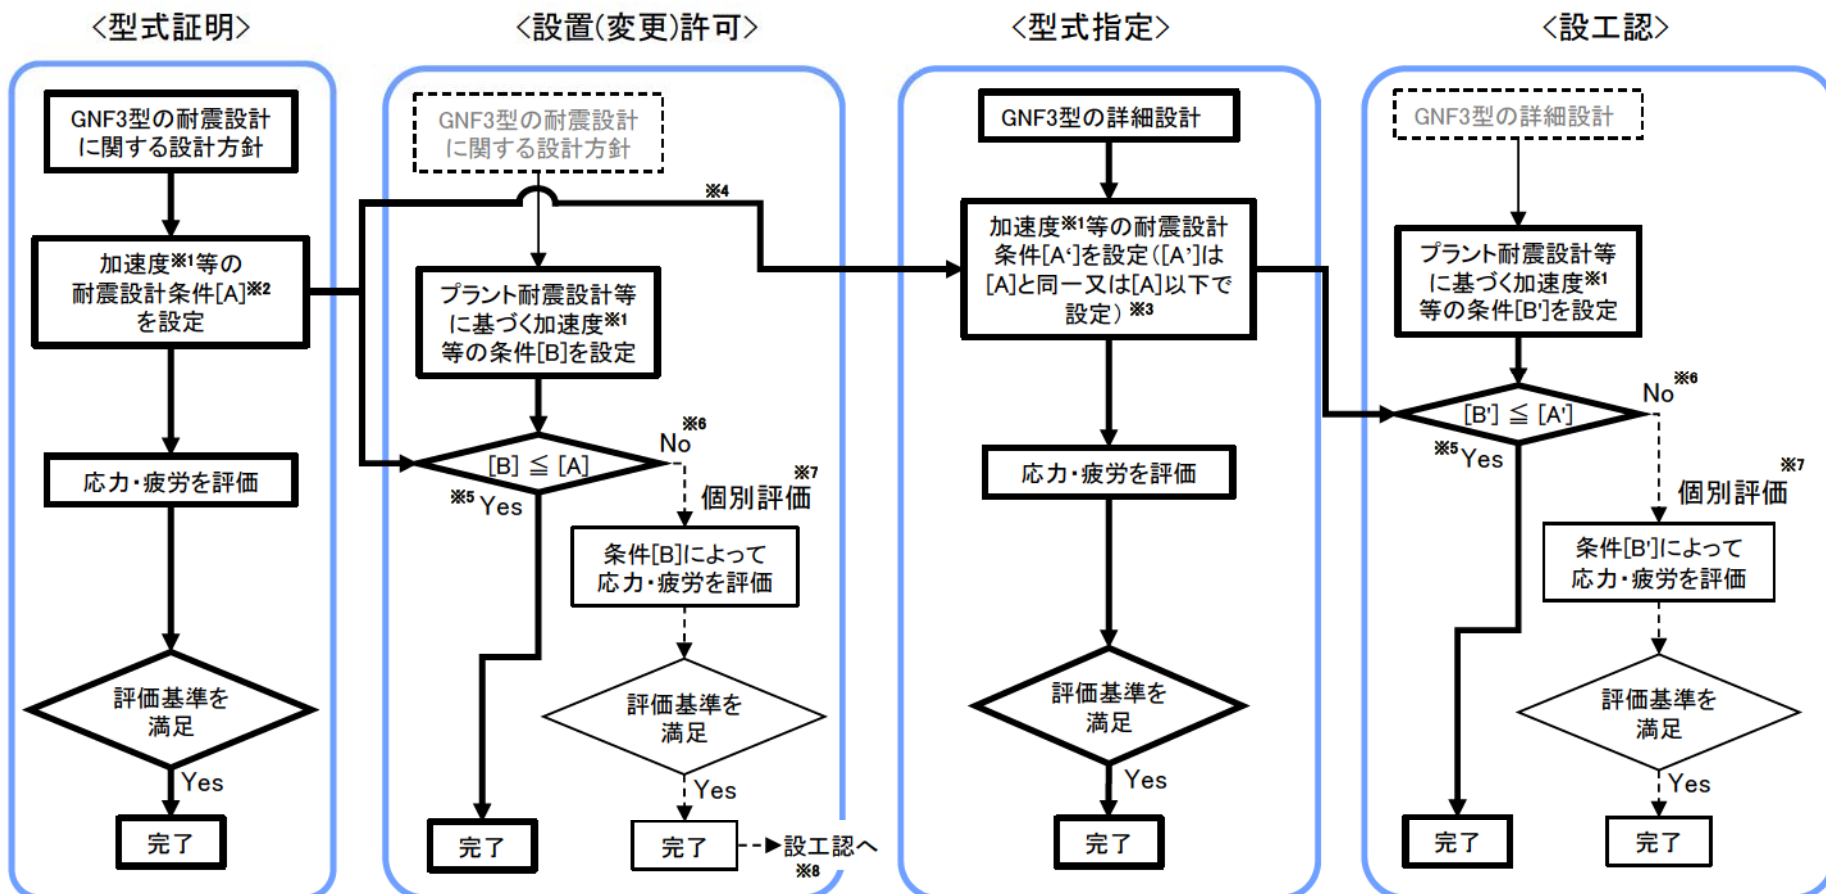 <型式証明>
GNF3型の耐震設計
に関する設計方針
加速度※1等の
耐震設計条件[A]※2
を設定
応力・疲労を評価
評価基準を
満足
Yes
完了
<設置(変更)許可>
GNF3型の耐震設計
に関する設計方針
※4
プラント耐震設計等
に基づく加速度※1
等の条件[B]を設定
[B] ≦ [A]
No※6
※5 Yes
個別評価※7
条件[B]によって
応力・疲労を評価
評価基準を
満足
Yes
完了
完了
設工認へ
※8
<型式指定>
GNF3型の詳細設計
加速度※1等の耐震設計
条件[A‘]を設定([A’]は
[A]と同一又は[A]以下で
設定) ※3
応力・疲労を評価
評価基準を
満足
Yes
完了
<設工認>
GNF3型の詳細設計
プラント耐震設計等
に基づく加速度※1
等の条件[B']を設定
[B'] ≦ [A']
No※6
※5 Yes
個別評価※7
条件[B']によって
応力・疲労を評価
評価基準を
満足
Yes
完了
完了